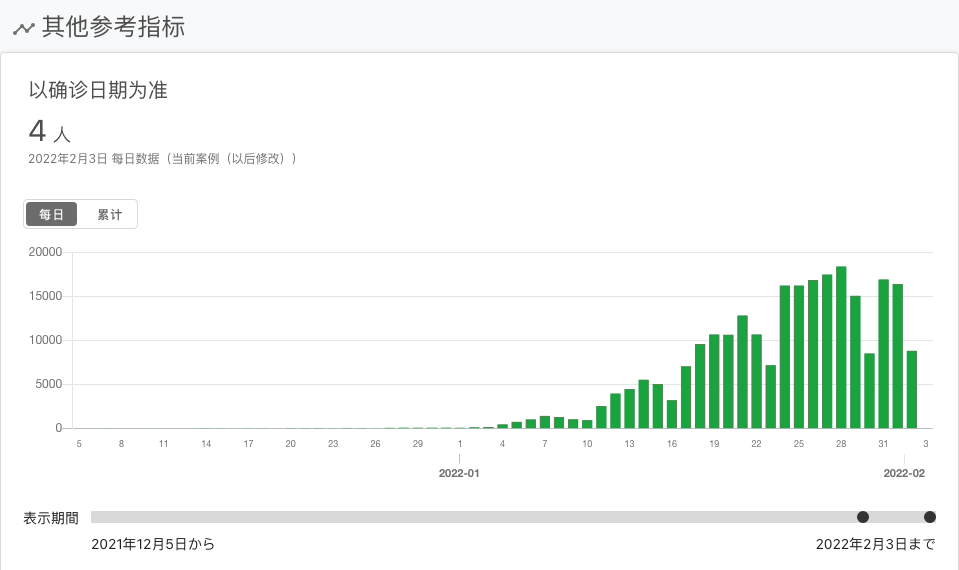 其他参考指标
以确诊日期为准
4 人
2022年2月3日 每日数据（当前案例（以后修改））
每日 累计
20000
15000
10000
5000
0
5 8 11 14 17 20 23 26 29 1 4 7 10 13 16 19 22 25 28 31 3
2022-01 2022-02
表示期間
2021年12月5日から 2022年2月3日まで